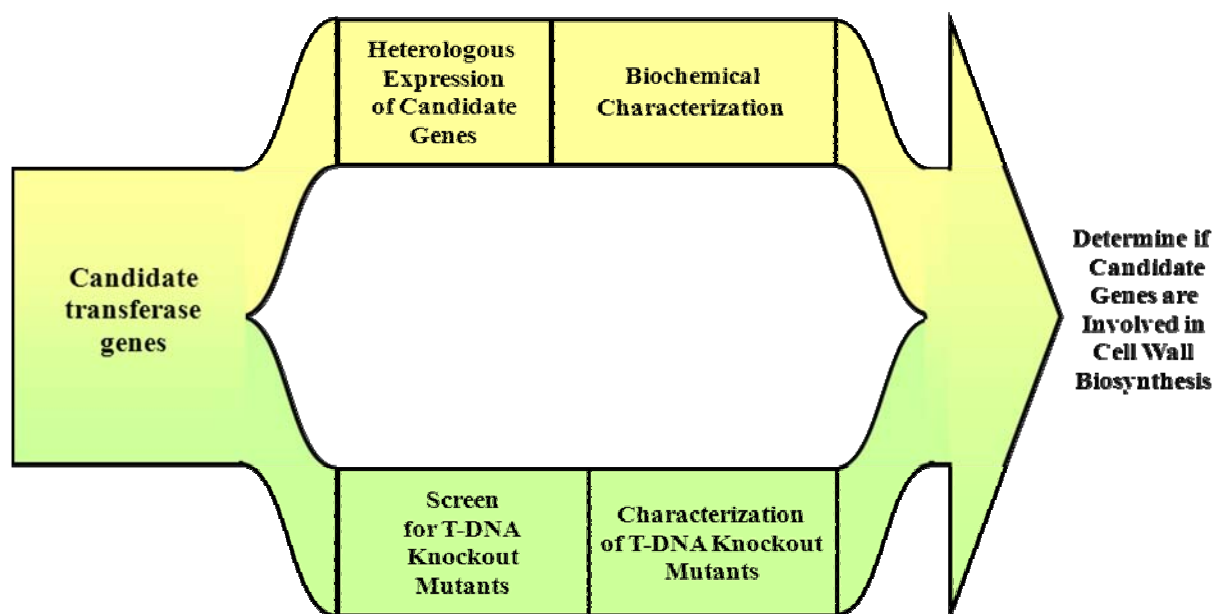 Candidate
transferase
genes
Heterologous
Expression
of Candidate
Genes
Biochemical
Characterization
Screen
for T-DNA
Knockout
Mutants
Characterization
of T-DNA Knockout
Mutants
Determine if
Candidate
Genes are
Involved in
Cell Wall
Biosynthesis